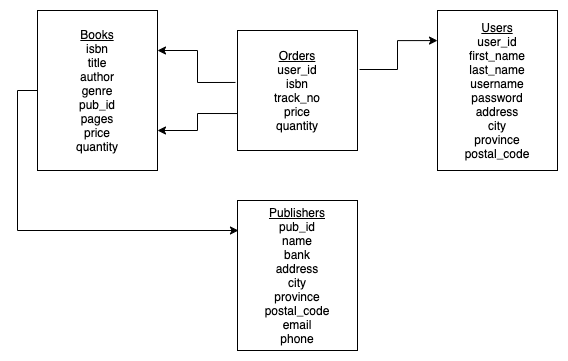 Books
isbn
title
author
genre
pub_id
pages
price
quantity
Orders
user_id
isbn
track_no
price
quantity
Users
user_id
first_name
last_name
username
password
address
city
province
postal_code
Publishers
pub_id
name
bank
address
city
province
postal_code
email
phone